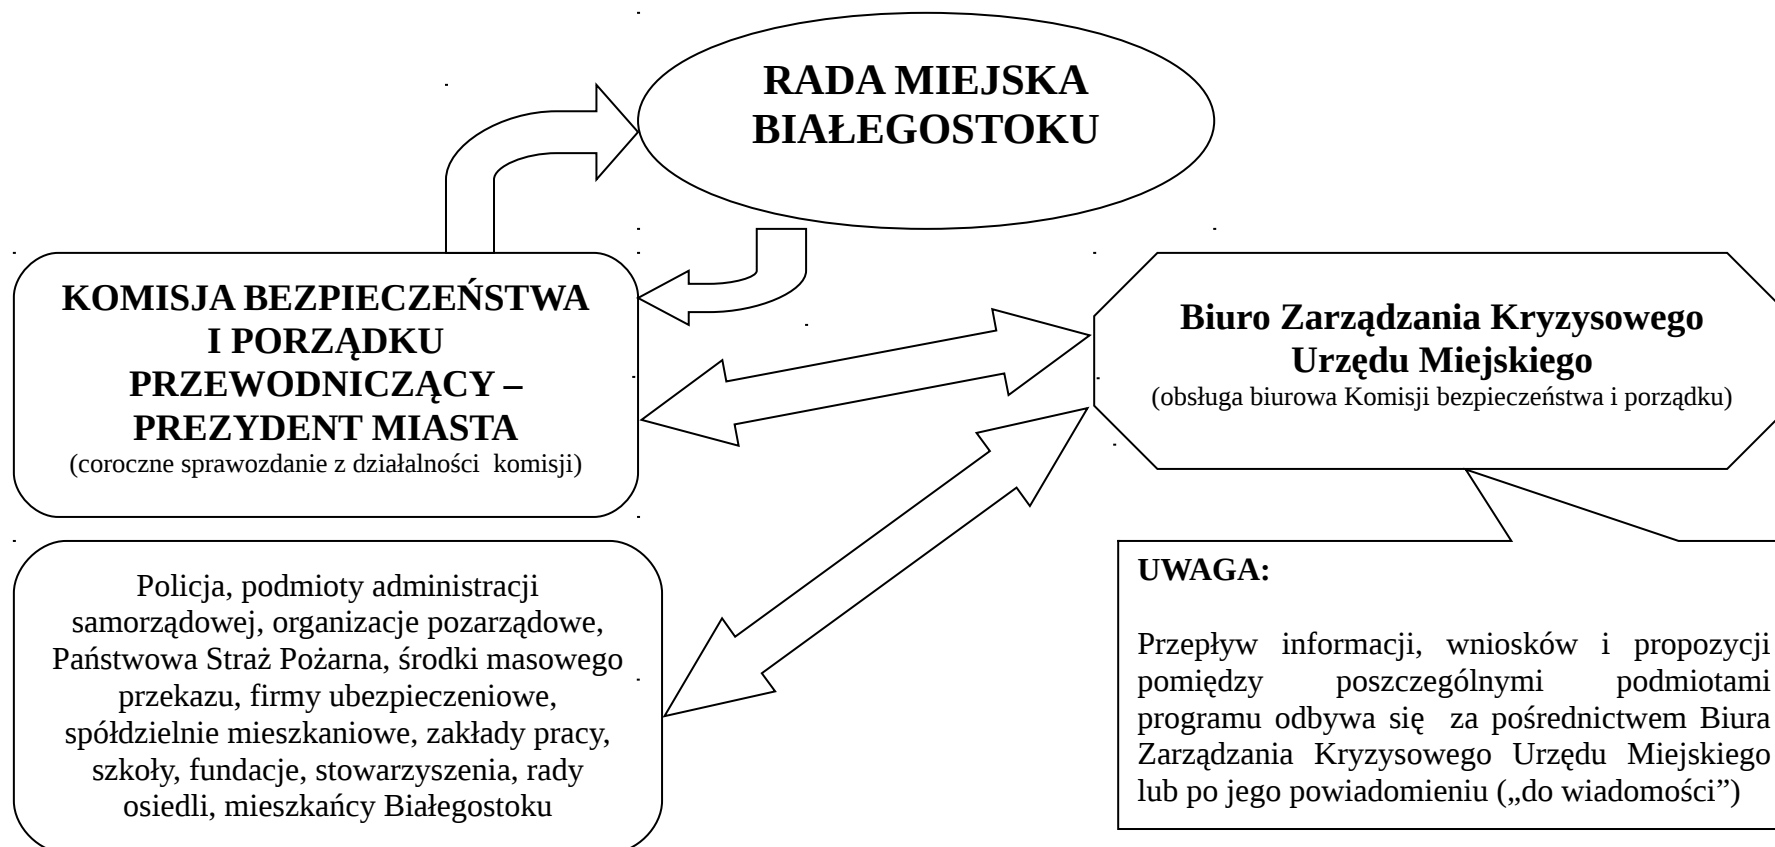 RADA MIEJSKA
BIAŁEGOSTOKU
KOMISJA BEZPIECZEŃSTWA
I PORZĄDKU
PRZEWODNICZĄCY –
PREZYDENT MIASTA
(coroczne sprawozdanie z działalności  komisji)
Biuro Zarządzania Kryzysowego
Urzędu Miejskiego
(obsługa biurowa Komisji bezpieczeństwa i porządku)
Policja, podmioty administracji
samorządowej, organizacje pozarządowe,
Państwowa Straż Pożarna, środki masowego
przekazu, firmy ubezpieczeniowe,
spółdzielnie mieszkaniowe, zakłady pracy,
szkoły, fundacje, stowarzyszenia, rady
osiedli, mieszkańcy Białegostoku
UWAGA:
Przepływ informacji, wniosków i propozycji
pomiędzy poszczególnymi podmiotami
programu odbywa się  za pośrednictwem Biura
Zarządzania Kryzysowego Urzędu Miejskiego
lub po jego powiadomieniu („do wiadomości”)